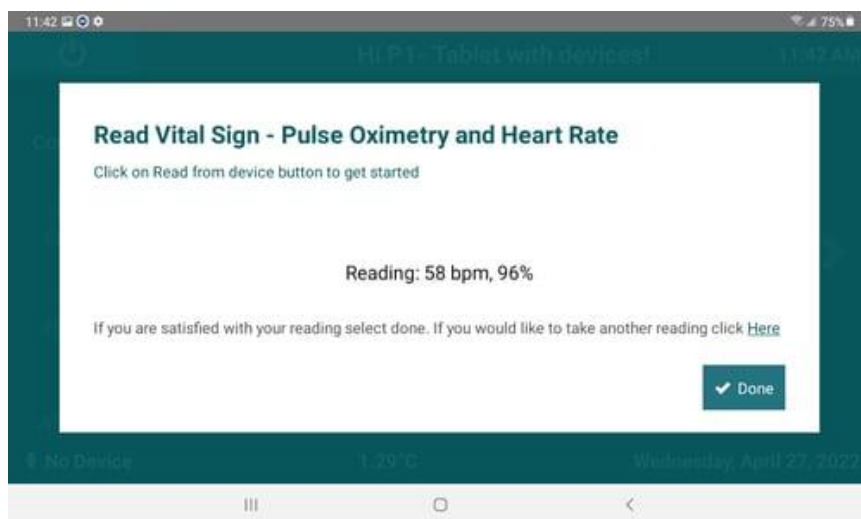 11:42
75%
Hi P1- Tablet with devices!
11:42 AM
Co
Read Vital Sign - Pulse Oximetry and Heart Rate
Click on Read from device button to get started
Reading: 58 bpm, 96%
If you are satisfied with your reading select done. If you would like to take another reading click Here
Done
No Device
1.29°C
Wednesday, April 27, 2022